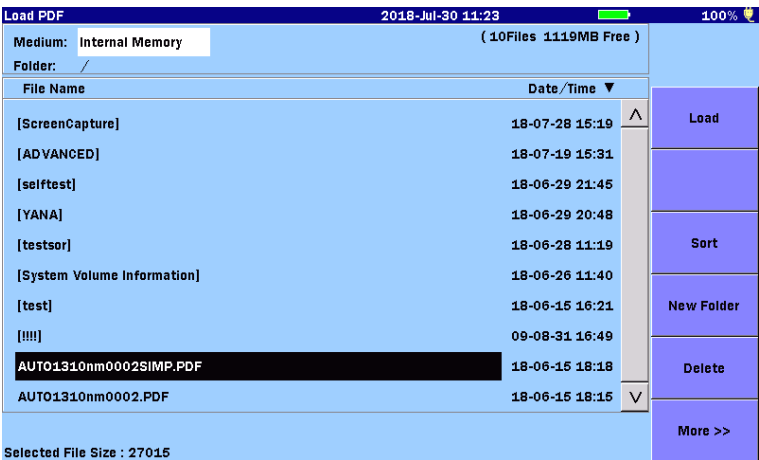 Load PDF 2018-Jul-30 11:23 100%
Medium: Internal Memory (10Files 1119MB Free)
Folder: /
File Name Date/Time ▼
[ScreenCapture] 18-07-28 15:19
Load
[ADVANCED] 18-07-19 15:31
[selftest] 18-06-29 21:45
[YANA] 18-06-29 20:48
[testsor] 18-06-28 11:19
Sort
[System Volume Information] 18-06-26 11:40
[test] 18-06-15 16:21
New Folder
[!!!!] 09-08-31 16:49
AUTO1310nm0002SIMP.PDF 18-06-15 18:18
Delete
AUTO1310nm0002.PDF 18-06-15 18:15
More >>
Selected File Size : 27015